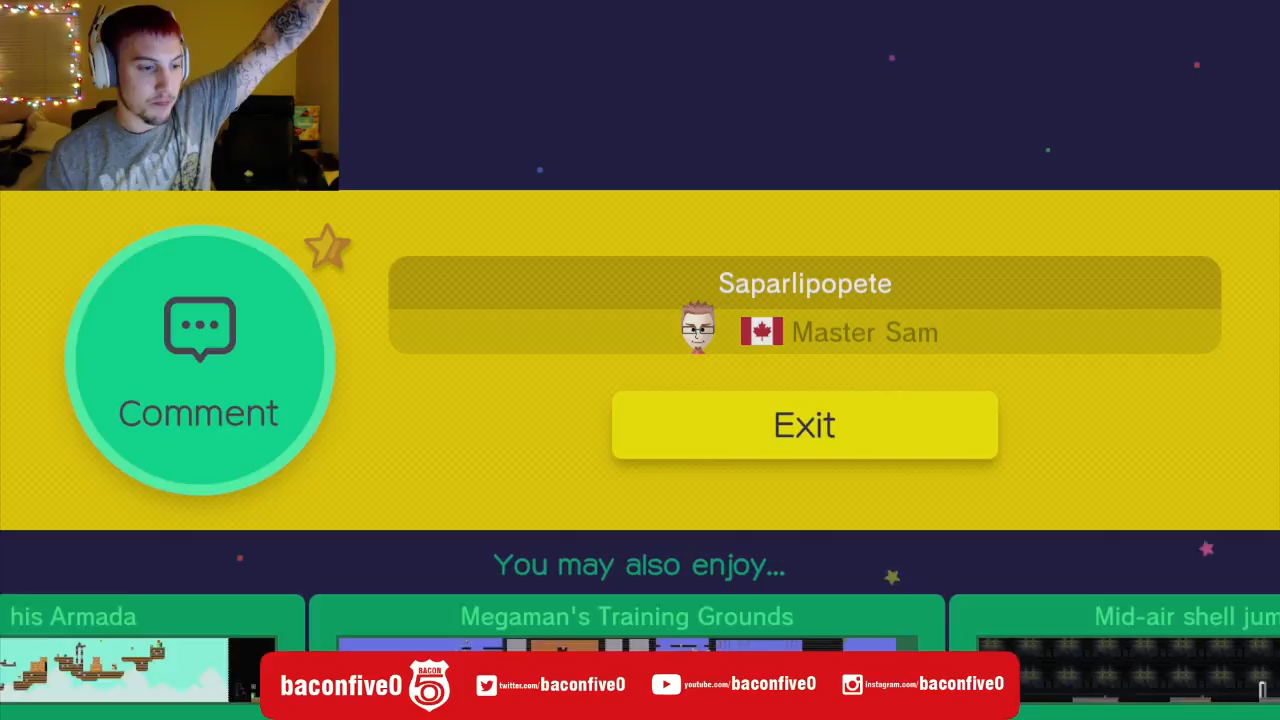 Saparlipopete
Master Sam
Comment
Exit
You may also enjoy...
his Armada
Megaman's Training Grounds
Mid-air shell jum
baconfive0
BACON
twitter.com/baconfive0
youtube.com/baconfive0
instagram.com/baconfive0